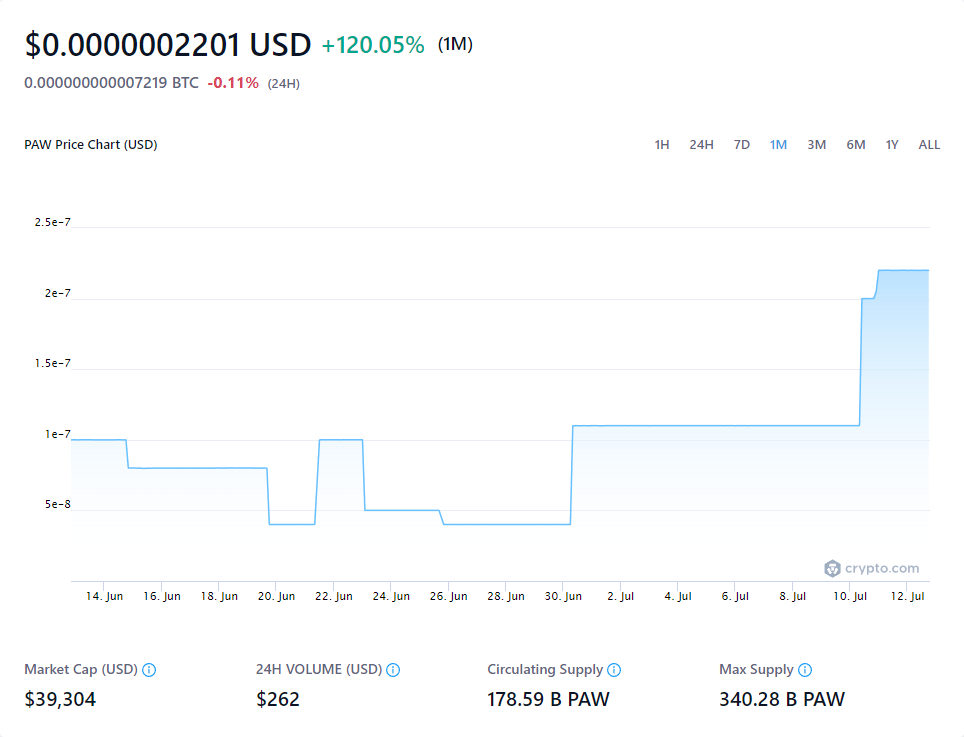 $0.0000002201 USD +120.05% (1M)
0.000000000007219 BTC -0.11% (24H)
PAW Price Chart (USD) 1H 24H 7D 1M 3M 6M 1Y ALL
2.5e-7
2e-7
1.5e-7
1e-7
5e-8
crypto.com
14. Jun 16. Jun 18. Jun 20. Jun 22. Jun 24. Jun 26. Jun 28. Jun 30. Jun 2. Jul 4. Jul 6. Jul 8. Jul 10. Jul 12. Jul
Market Cap (USD) 24H VOLUME (USD) Circulating Supply Max Supply
$39,304 $262 178.59 B PAW 340.28 B PAW